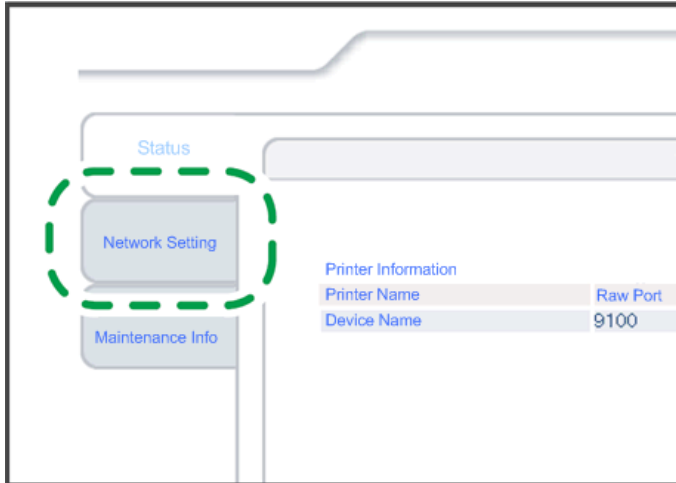 Status
Network Setting
Maintenance Info
Printer Information
Printer Name Raw Port
Device Name 9100